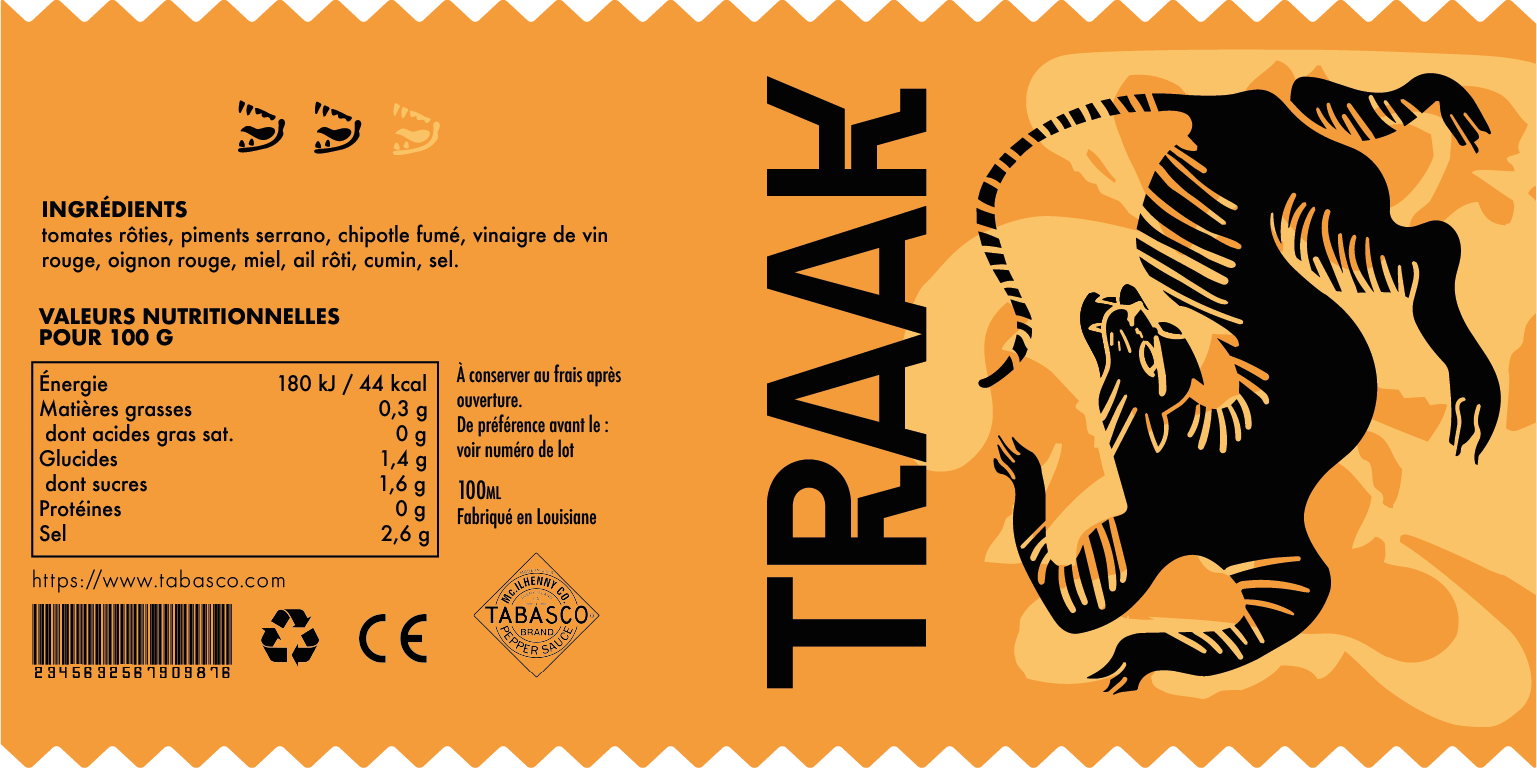 INGRÉDIENTS
tomates rôties, piments serrano, chipotle fumé, vinaigre de vin
rouge, oignon rouge, miel, ail rôti, cumin, sel.
VALEURS NUTRITIONNELLES
POUR 100 G
Énergie 180 kJ / 44 kcal
Matières grasses 0,3 g
dont acides gras sat. 0 g
Glucides 1,4 g
dont sucres 1,6 g
Protéines 0 g
Sel 2,6 g
À conserver au frais après
ouverture.
De préférence avant le :
voir numéro de lot
100ML
Fabriqué en Louisiane
https://www.tabasco.com
2345632567909876
CE
McILHENNY CO.
TABASCO
BRAND
PEPPER SAUCE
TRAAK